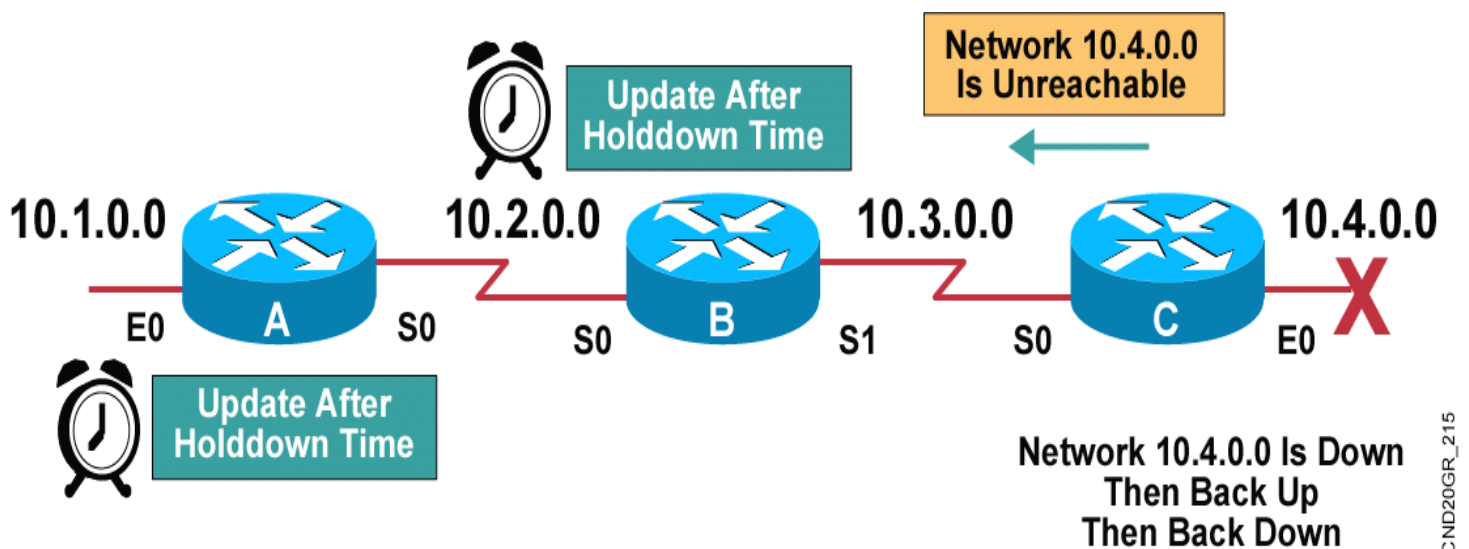 Network 10.4.0.0
Is Unreachable
Update After
Holddown Time
10.1.0.0
10.2.0.0
10.3.0.0
10.4.0.0
A
B
C
E0
S0
S0
S1
S0
E0
Update After
Holddown Time
Network 10.4.0.0 Is Down
Then Back Up
Then Back Down
CND20GR_215